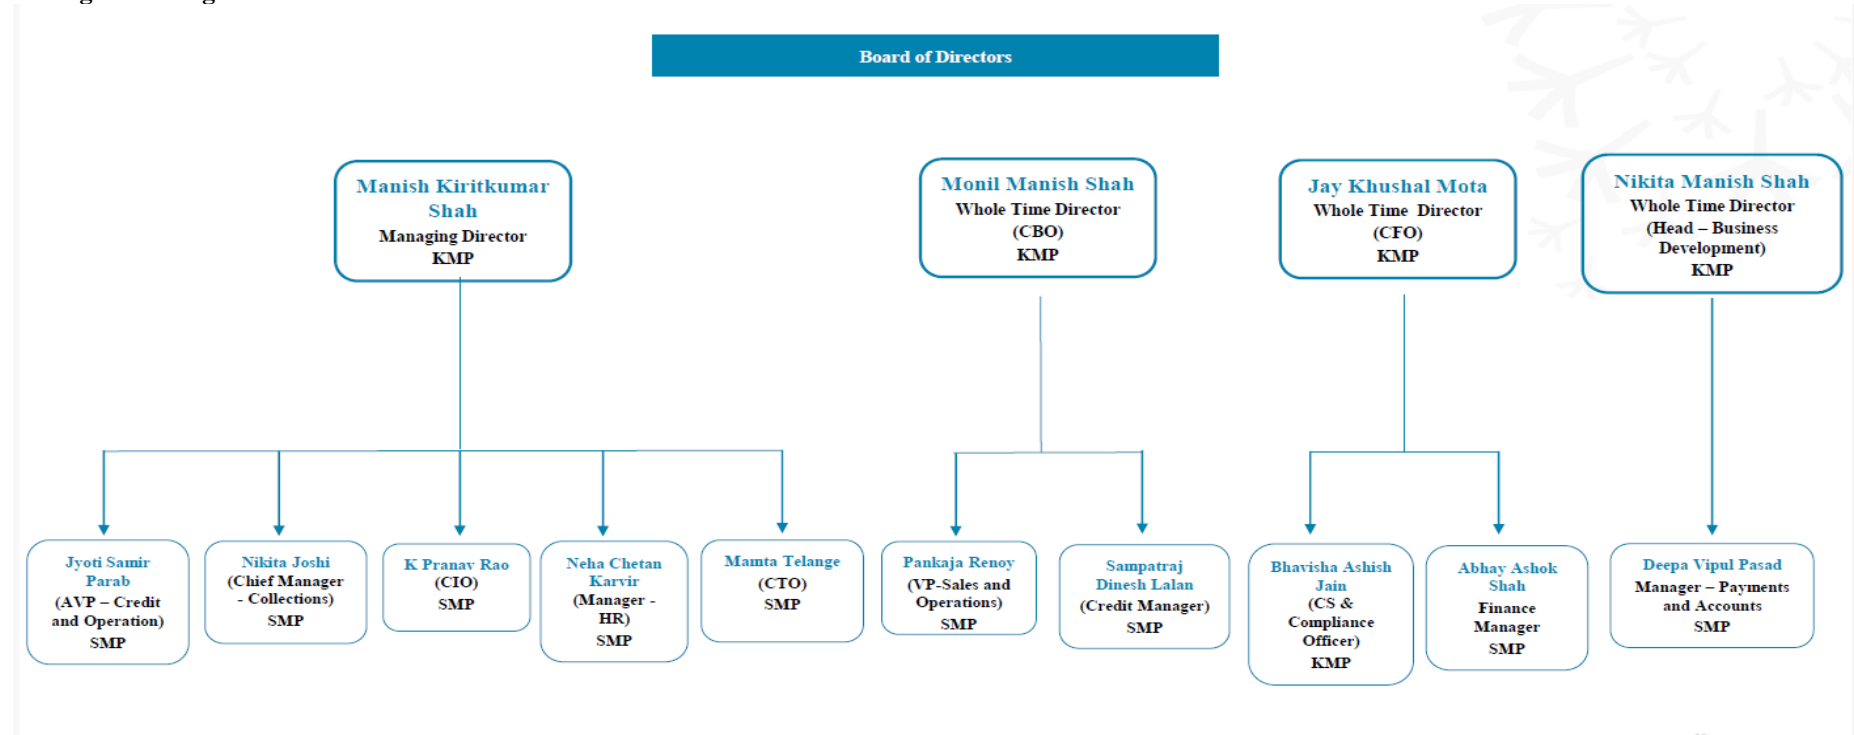 Board of Directors
Manish Kiritkumar
Shah
Managing Director
KMP
Monil Manish Shah
Whole Time Director
(CBO)
KMP
Jay Khushal Mota
Whole Time Director
(CFO)
KMP
Nikita Manish Shah
Whole Time Director
(Head – Business
Development)
KMP
Jyoti Samir
Parab
(AVP – Credit
and Operation)
SMP
Nikita Joshi
(Chief Manager
- Collections)
SMP
K Pranav Rao
(CIO)
SMP
Neha Chetan
Karvir
(Manager -
HR)
SMP
Mamta Telange
(CTO)
SMP
Pankaja Renoy
(VP-Sales and
Operations)
SMP
Sampatraj
Dinesh Lalan
(Credit Manager)
SMP
Bhavisha Ashish
Jain
(CS &
Compliance
Officer)
KMP
Abhay Ashok
Shah
Finance
Manager
SMP
Deepa Vipul Pasad
Manager – Payments
and Accounts
SMP